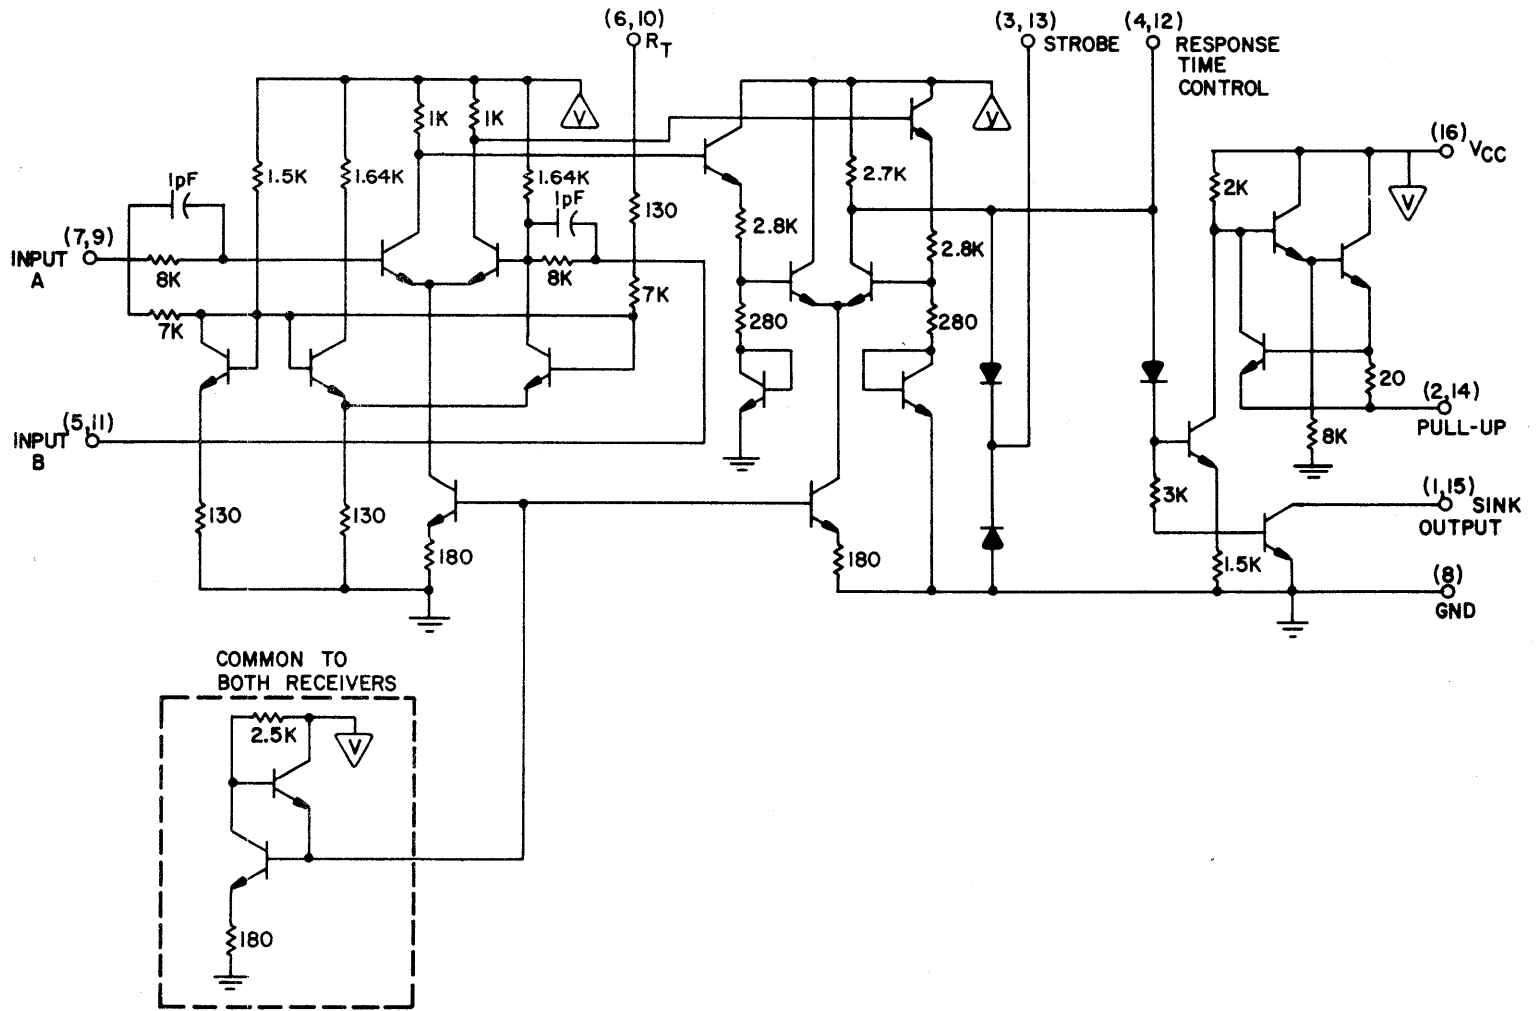 (6,10)
RT
(3,13)
STROBE
(4,12)
RESPONSE
TIME
CONTROL
V
V
(16)
VCC
V
1K
1K
1.5K
1.64K
1.64K
1pF
1pF
130
2.7K
2K
(7,9)
INPUT
A
8K
8K
2.8K
2.8K
7K
7K
280
280
20
(2,14)
PULL-UP
(5,11)
INPUT
B
8K
3K
(1,15)
SINK
OUTPUT
130
130
180
180
1.5K
(8)
GND
COMMON TO
BOTH RECEIVERS
2.5K
V
180